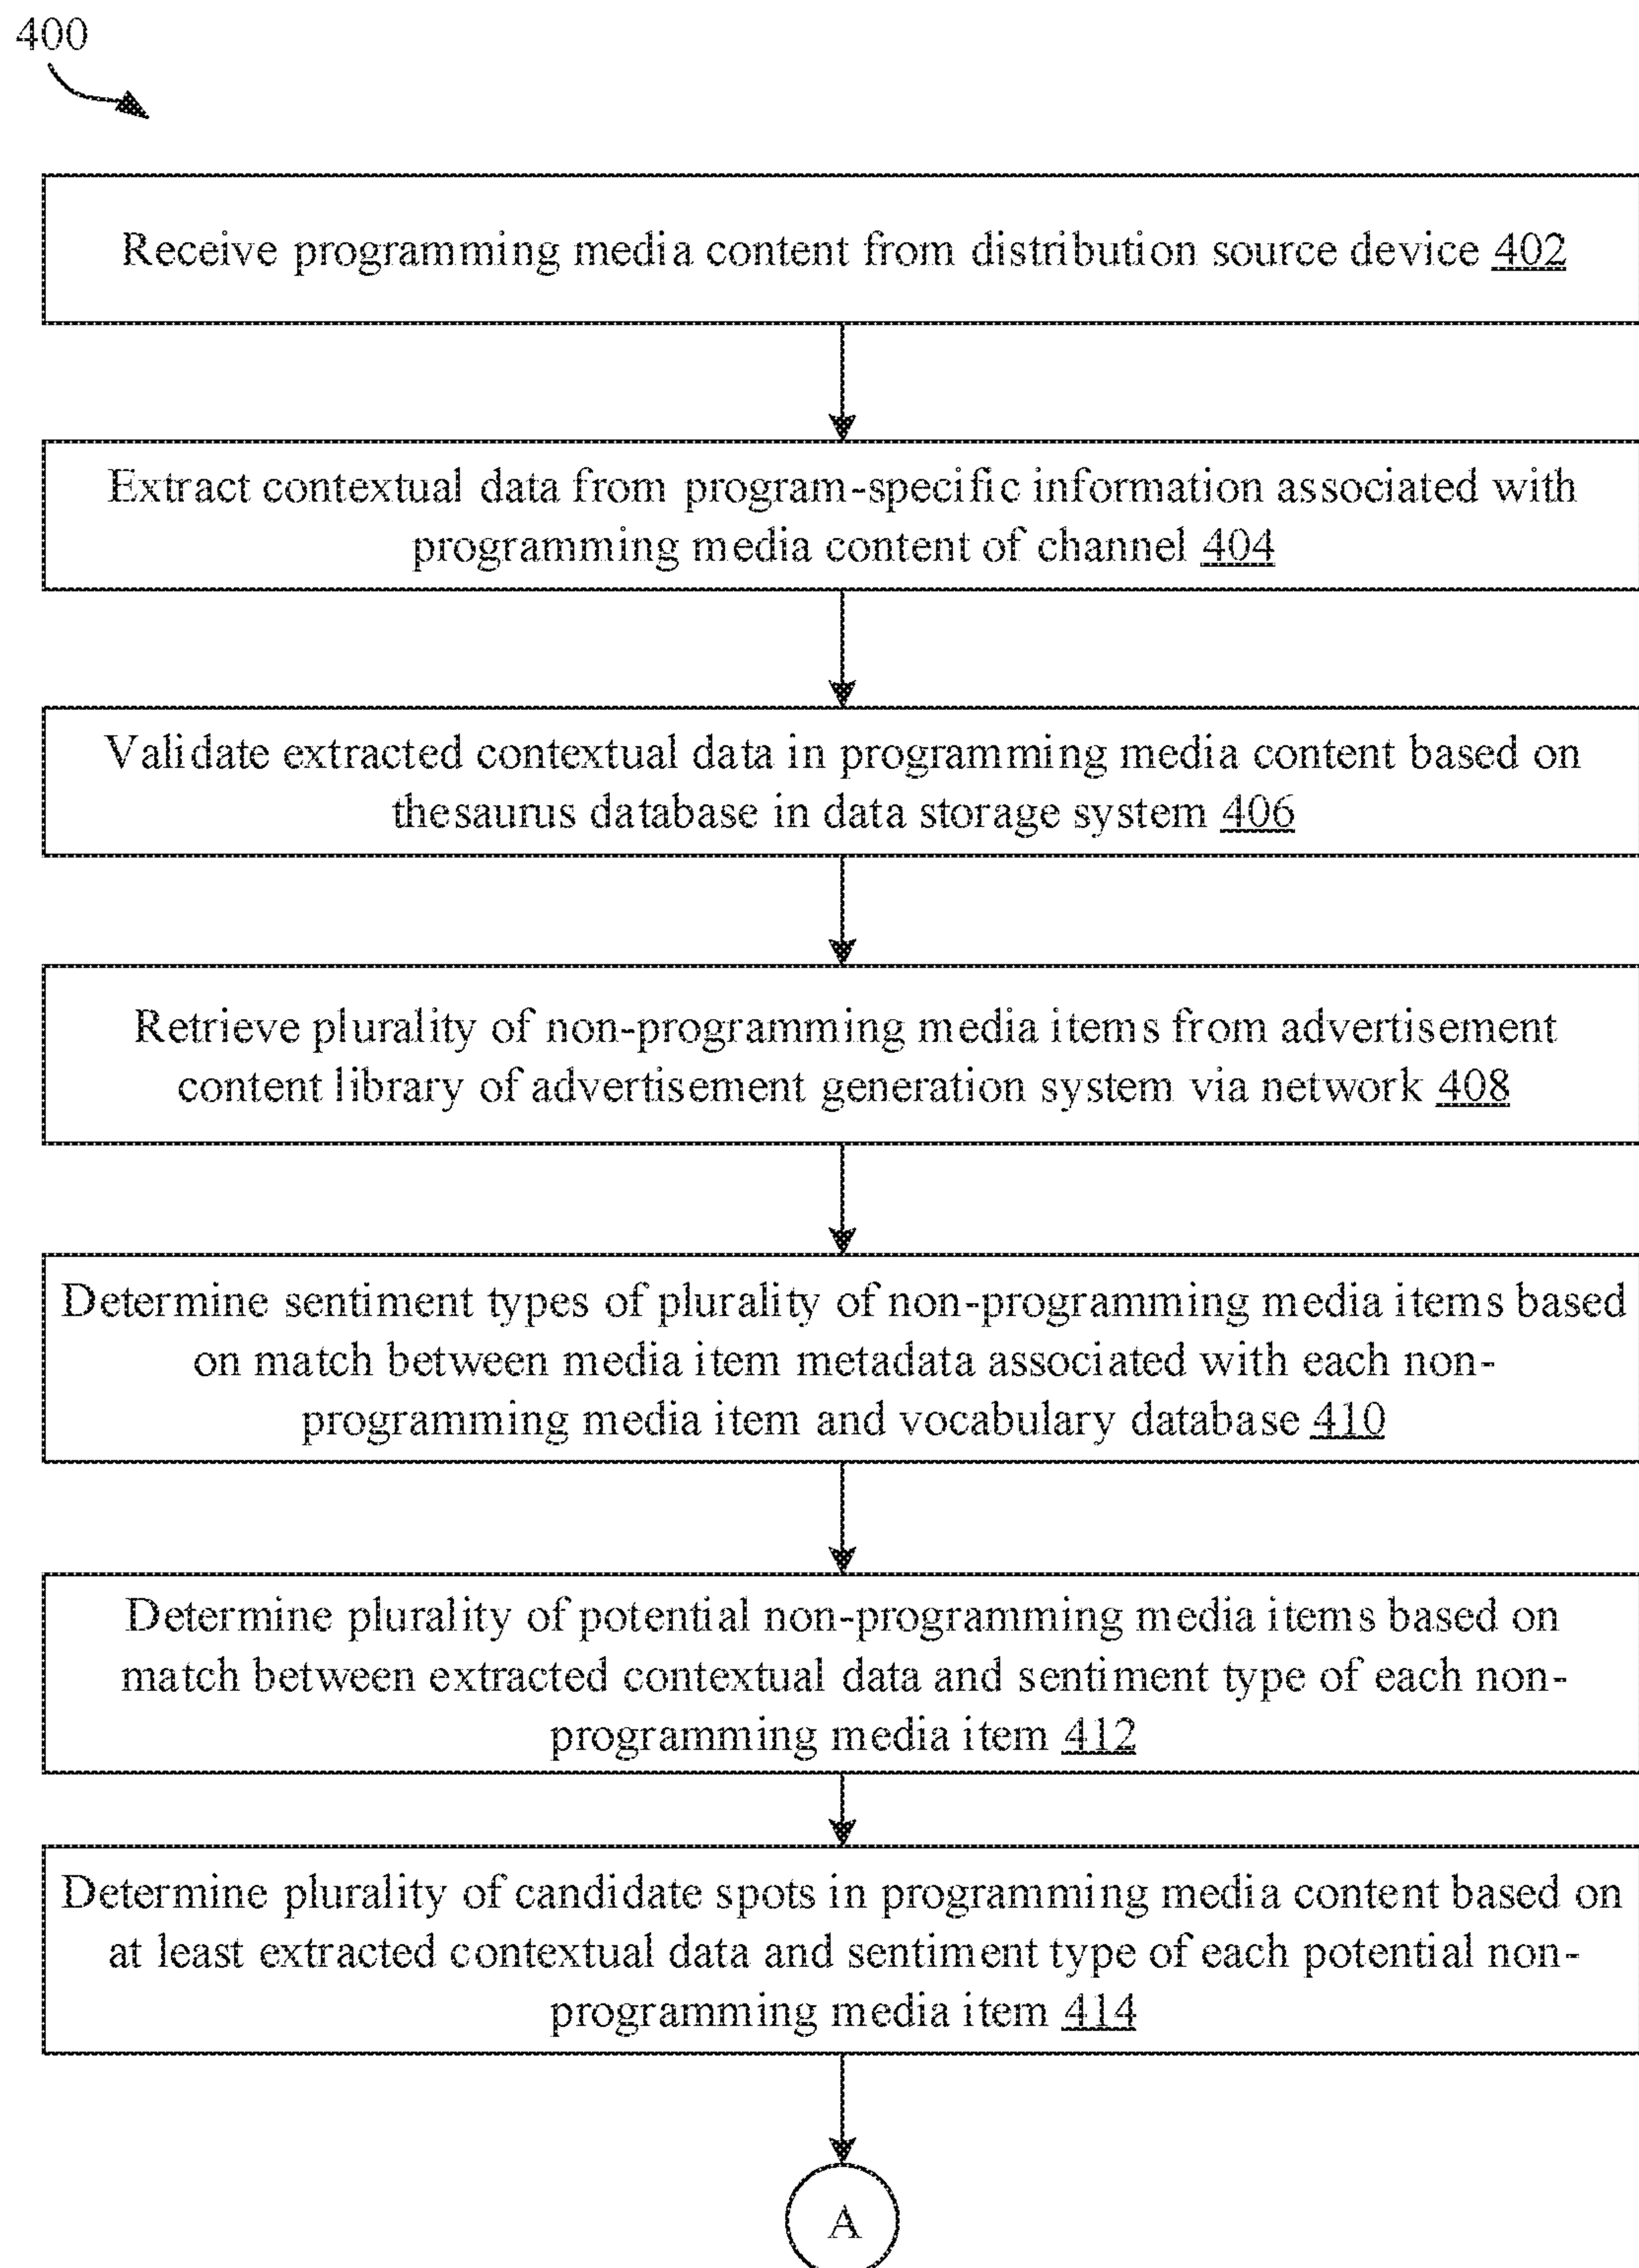 400
Receive programming media content from distribution source device 402
Extract contextual data from program-specific information associated with
programming media content of channel 404
Validate extracted contextual data in programming media content based on
thesaurus database in data storage system 406
Retrieve plurality of non-programming media items from advertisement
content library of advertisement generation system via network 408
Determine sentiment types of plurality of non-programming media items based
on match between media item metadata associated with each non-
programming media item and vocabulary database 410
Determine plurality of potential non-programming media items based on
match between extracted contextual data and sentiment type of each non-
programming media item 412
Determine plurality of candidate spots in programming media content based on
at least extracted contextual data and sentiment type of each potential non-
programming media item 414
A